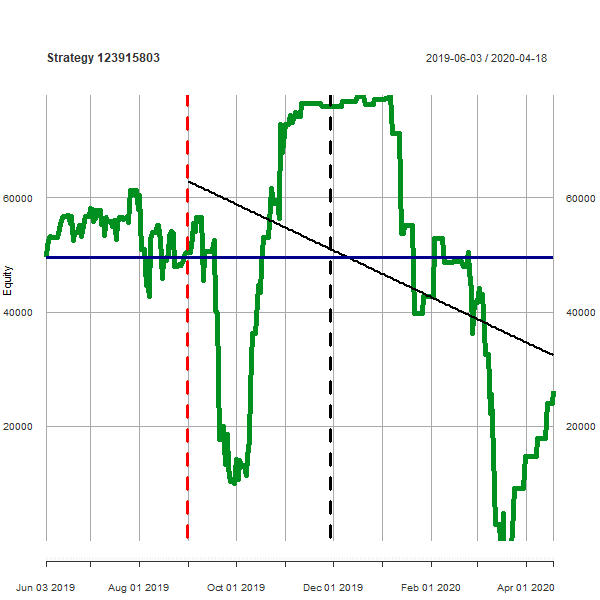 Strategy 123915803
2019-06-03 / 2020-04-18
60000
60000
Equity
40000
40000
20000
20000
Jun 03 2019
Aug 01 2019
Oct 01 2019
Dec 01 2019
Feb 01 2020
Apr 01 2020